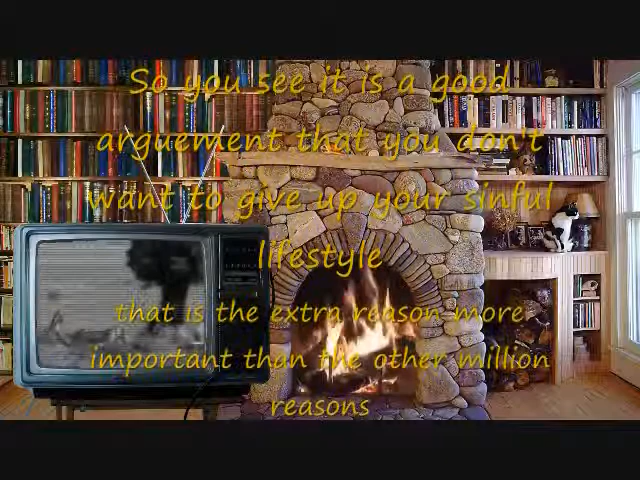 So you see it is a good
arguement that you don't
want to give up your sinful
lifestyle
that is the extra reason more
important than the other million
reasons